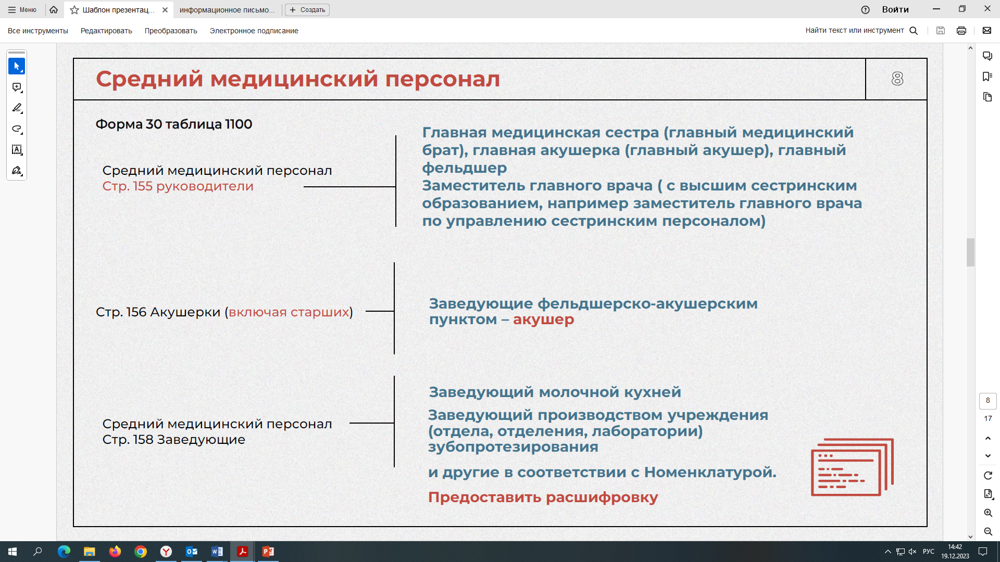 Меню
Шаблон презентац...
информационное письмо...
Создать
Войти
Все инструменты
Редактировать
Преобразовать
Электронное подписание
Найти текст или инструмент
Средний медицинский персонал
8
Форма 30 таблица 1100
Средний медицинский персонал
Стр. 155 руководители
Главная медицинская сестра (главный медицинский
брат), главная акушерка (главный акушер), главный
фельдшер
Заместитель главного врача ( с высшим сестринским
образованием, например заместитель главного врача
по управлению сестринским персоналом)
Стр. 156 Акушерки (включая старших)
Заведующие фельдшерско-акушерским
пунктом – акушер
Средний медицинский персонал
Стр. 158 Заведующие
Заведующий молочной кухней
Заведующий производством учреждения
(отдела, отделения, лаборатории)
зубопротезирования
и другие в соответствии с Номенклатурой.
Предоставить расшифровку
8
17
РУС
14:42
19.12.2023